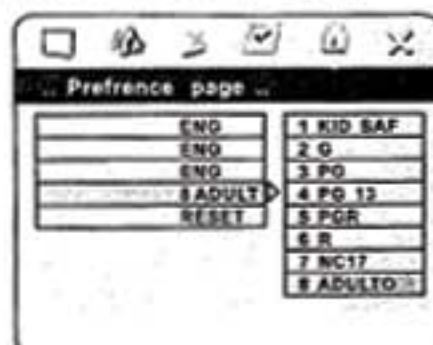 .. Prefrence page ..
ENG
ENG
ENG
8 ADULT
RESET
1 KID SAF
2 G
3 PG
4 PG 13
5 PGR
6 R
7 NC17
8 ADULTO